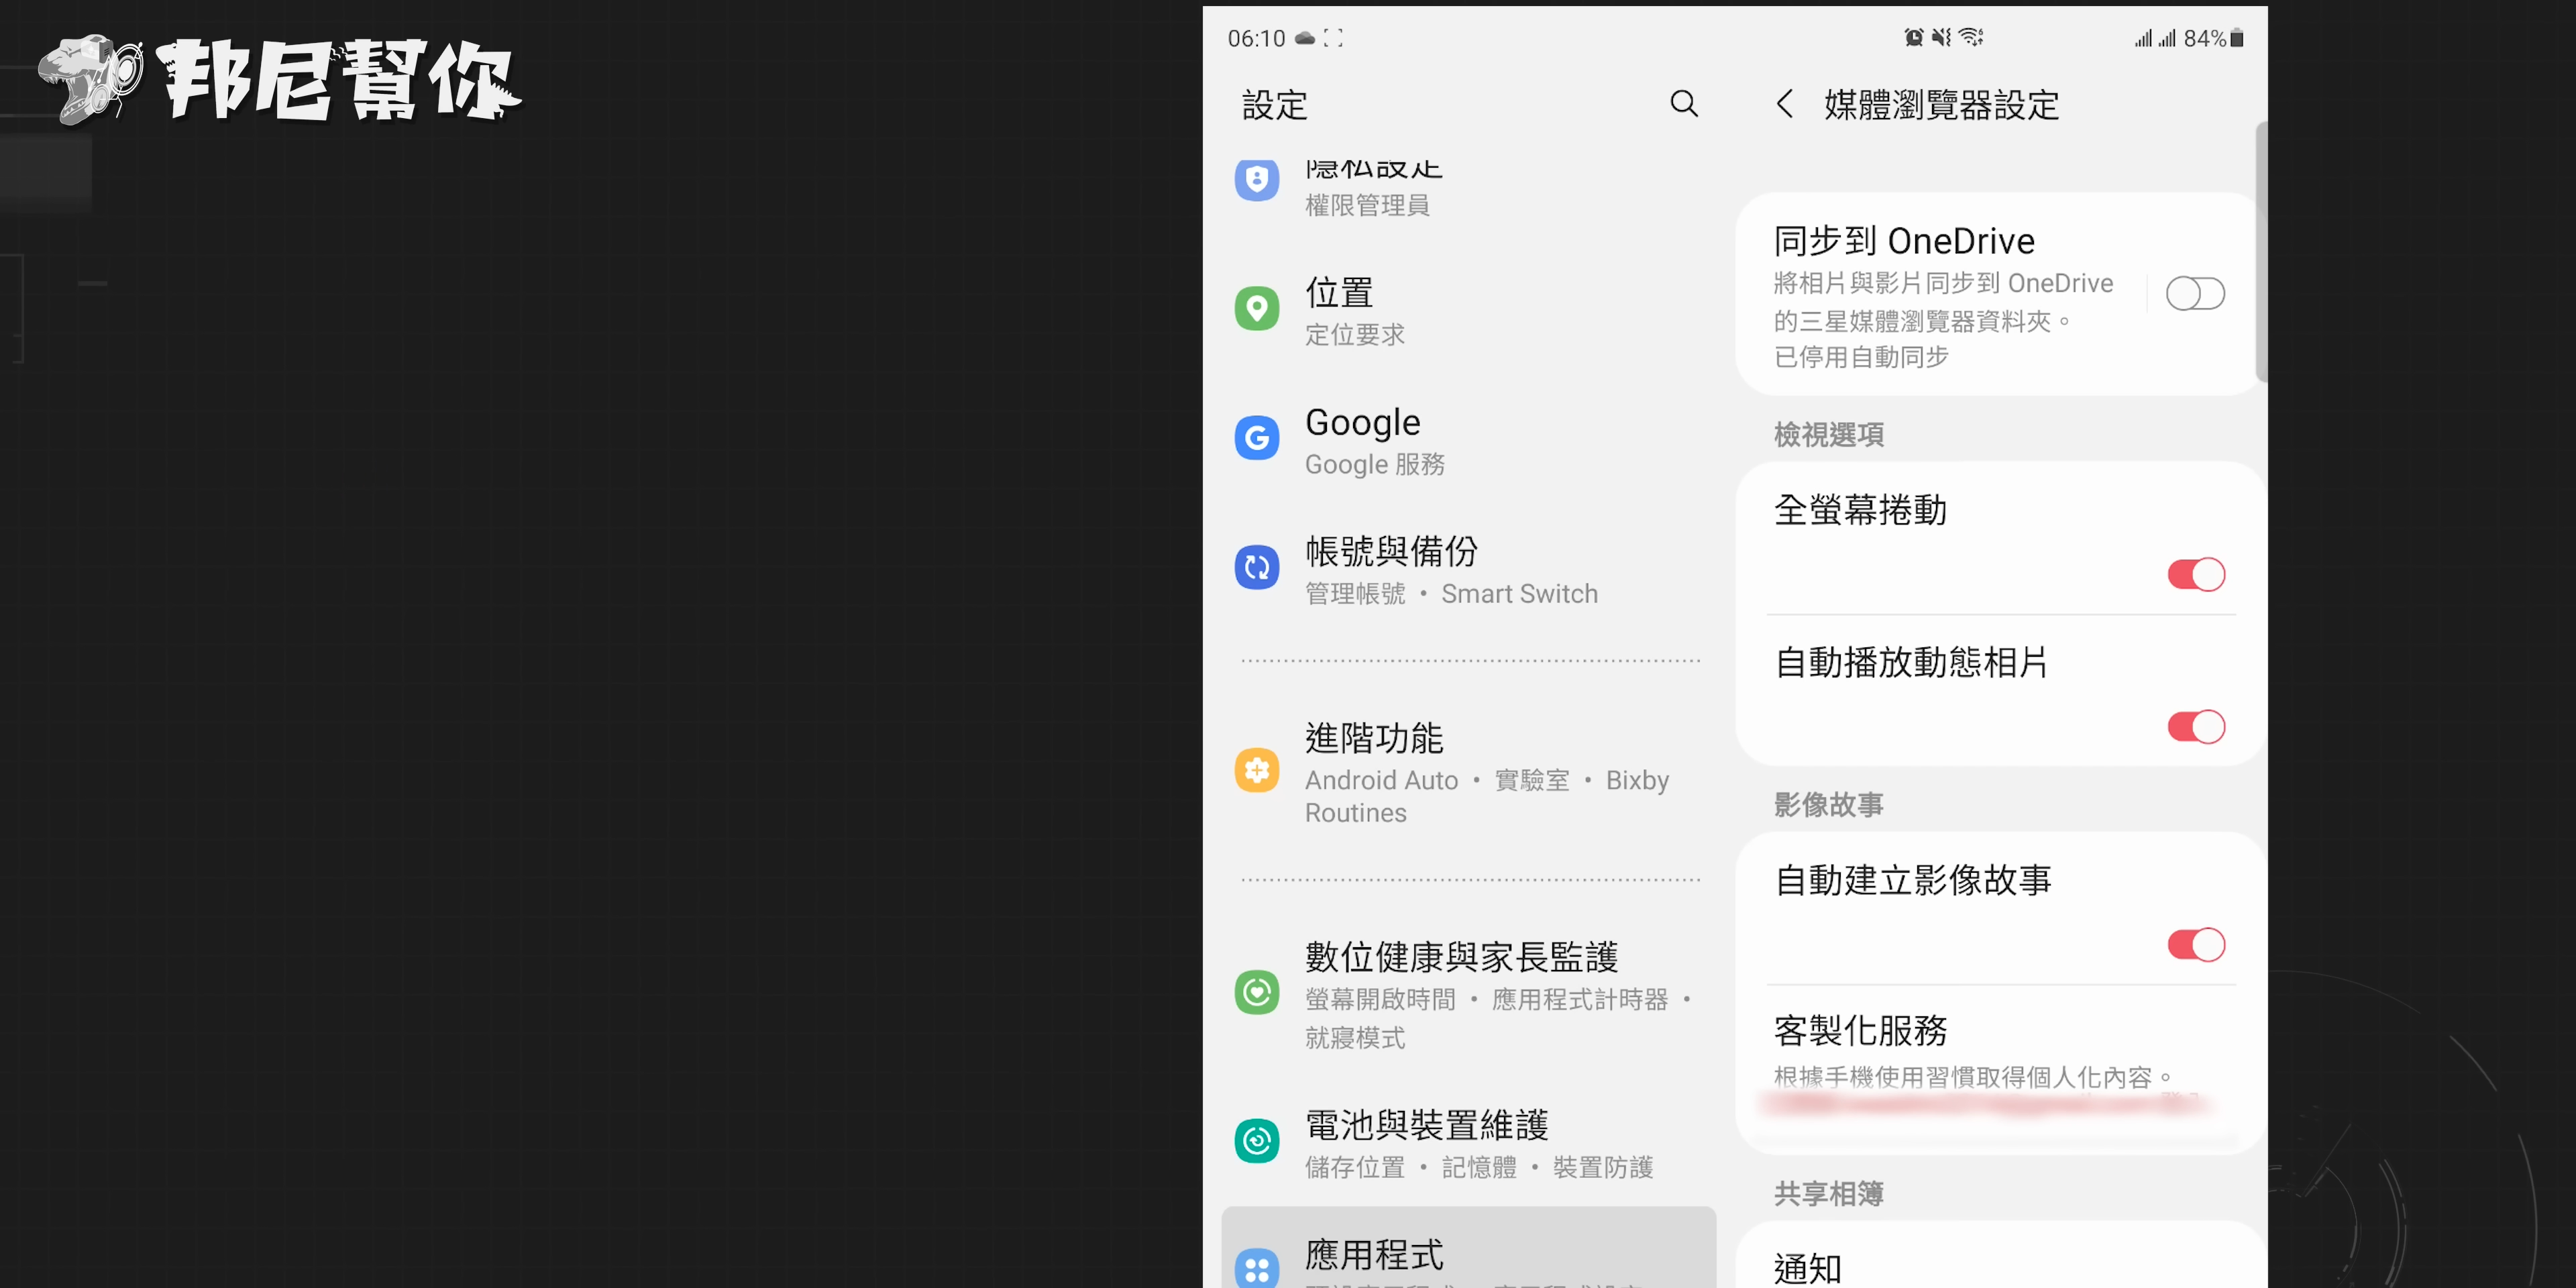 邦尼幫你
06:10
84%
設定
隱私設定
權限管理員
位置
定位要求
Google
Google 服務
帳號與備份
管理帳號 • Smart Switch
進階功能
Android Auto • 實驗室 • Bixby
Routines
數位健康與家長監護
螢幕開啟時間 • 應用程式計時器 •
就寢模式
電池與裝置維護
儲存位置 • 記憶體 • 裝置防護
應用程式
媒體瀏覽器設定
同步到 OneDrive
將相片與影片同步到 OneDrive
的三星媒體瀏覽器資料夾。
已停用自動同步
檢視選項
全螢幕捲動
自動播放動態相片
影像故事
自動建立影像故事
客製化服務
根據手機使用習慣取得個人化內容。
共享相簿
通知